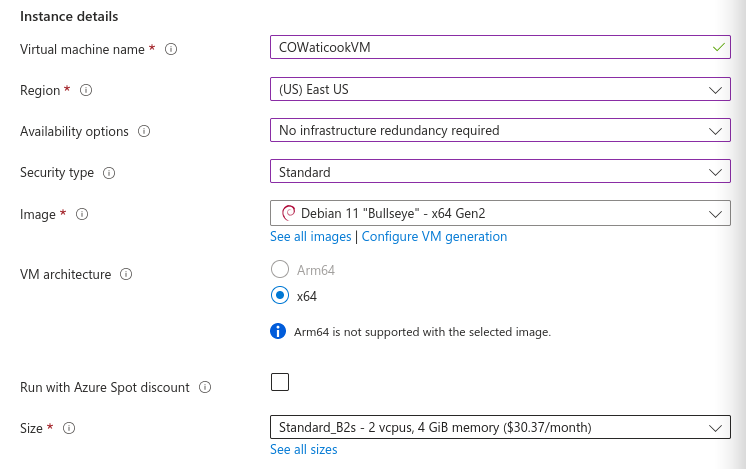 Instance details
Virtual machine name *
COWaticookVM
Region *
(US) East US
Availability options
No infrastructure redundancy required
Security type
Standard
Image *
Debian 11 "Bullseye" - x64 Gen2
See all images | Configure VM generation
VM architecture
Arm64
x64
Arm64 is not supported with the selected image.
Run with Azure Spot discount
Size *
Standard_B2s - 2 vcpus, 4 GiB memory ($30.37/month)
See all sizes